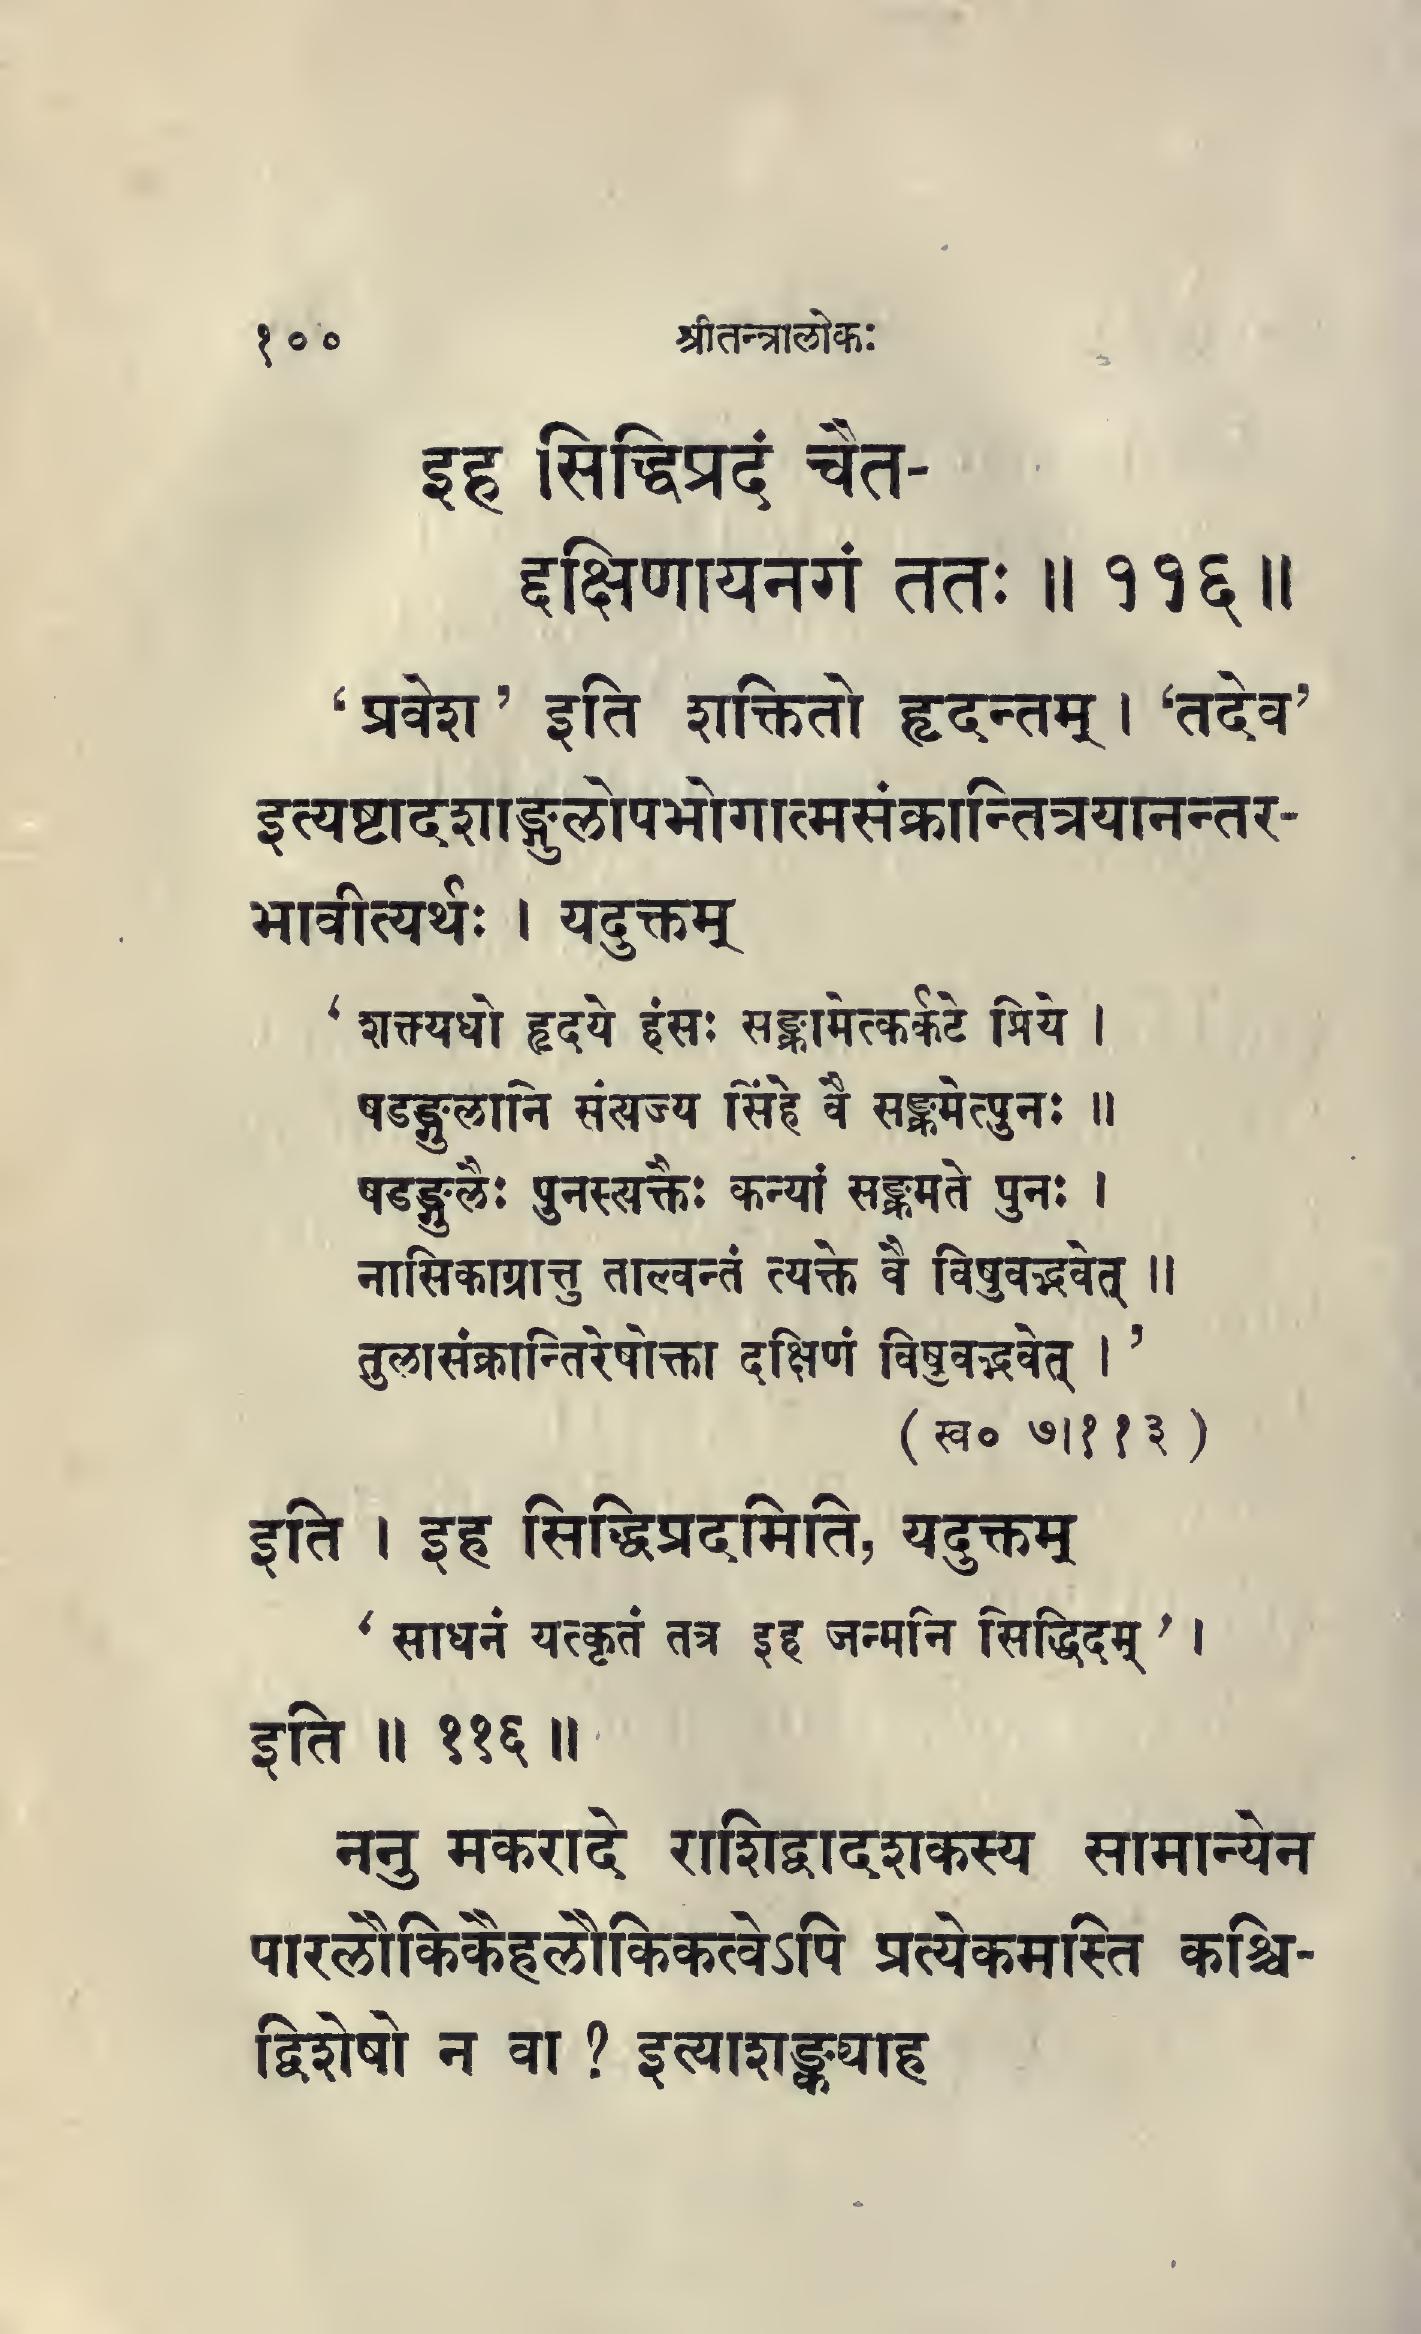 १०० श्रीतन्त्रालोकः
इह सिद्धिप्रदं चैत-
द्दक्षिणायनगं ततः ॥ ११६ ॥
‘प्रवेश’ इति शक्तितो हृदन्तम् । ‘तदेव’
इत्यष्टादशाङ्गुलोपभोगात्मसंक्रान्तित्रयानन्तर-
भावीत्यर्थः । यदुक्तम्
‘शक्त्यधो हृदये हंसः सङ्क्रामेत्कर्कटे प्रिये ।
षडङ्गुलानि संत्यज्य सिंहे वै सङ्क्रमेत्पुनः ॥
षडङ्गुलैः पुनस्त्यक्तैः कन्यां सङ्क्रमते पुनः ।
नासिकाग्रात्तु ताल्वन्तं त्यक्ते वै विषुवद्भवेत् ॥
तुलासंक्रान्तिरेषोक्ता दक्षिणं विषुवद्भवेत् ।’
( स्व० ७।११३ )
इति । इह सिद्धिप्रदमिति, यदुक्तम्
‘साधनं यत्कृतं तत्र इह जन्मनि सिद्धिदम्’ ।
इति ॥ ११६ ॥
ननु मकरादे राशिद्वादशकस्य सामान्येन
पारलौकिकैहलौकिकत्वेऽपि प्रत्येकमस्ति कश्चि-
द्विशेषो न वा ? इत्याशङ्क्याह